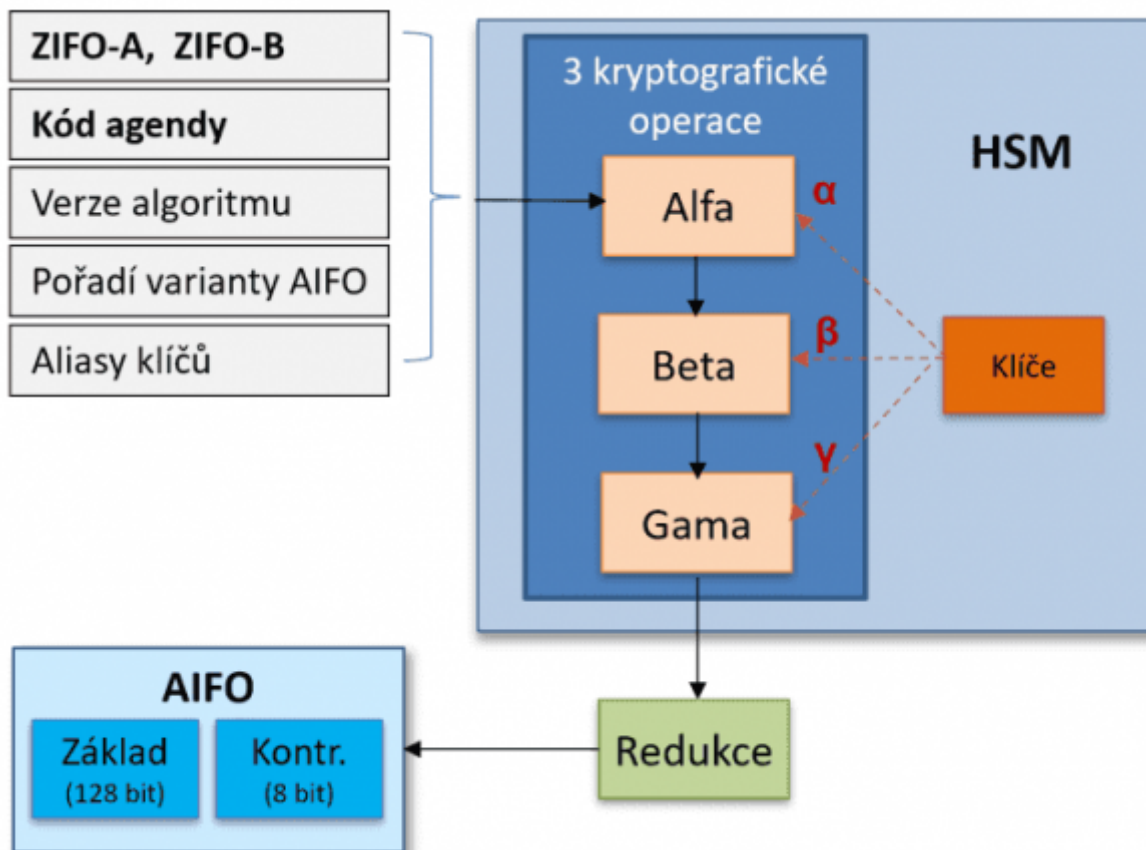 ZIFO-A, ZIFO-B
Kód agendy
Verze algoritmu
Pořadí varianty AIFO
Aliasy klíčů
3 kryptografické
operace
Alfa
Beta
Gama
α
β
γ
HSM
Klíče
Redukce
AIFO
Základ
(128 bit)
Kontr.
(8 bit)